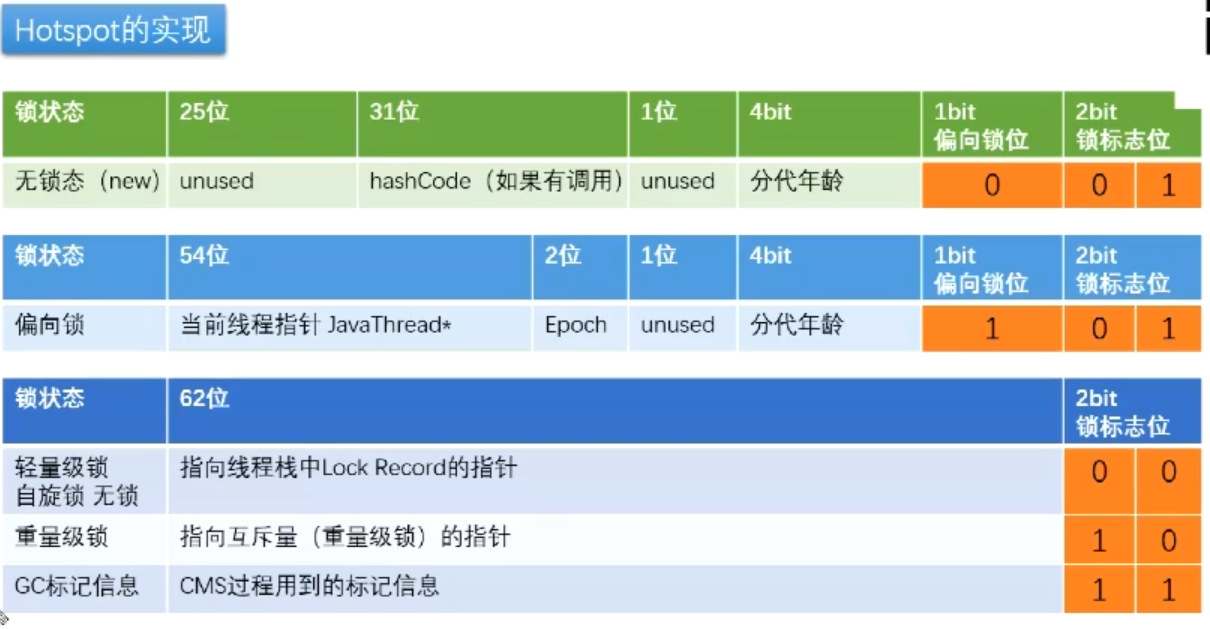 Hotspot的实现
锁状态 25位 31位 1位 4bit 1bit 2bit
偏向锁位 锁标志位
无锁态（new） unused hashCode（如果有调用） unused 分代年龄 0 0 1
锁状态 54位 2位 1位 4bit 1bit 2bit
偏向锁位 锁标志位
偏向锁 当前线程指针 JavaThread* Epoch unused 分代年龄 1 0 1
锁状态 62位 2bit
锁标志位
轻量级锁 指向线程栈中Lock Record的指针 0 0
自旋锁 无锁
重量级锁 指向互斥量（重量级锁）的指针 1 0
GC标记信息 CMS过程用到的标记信息 1 1